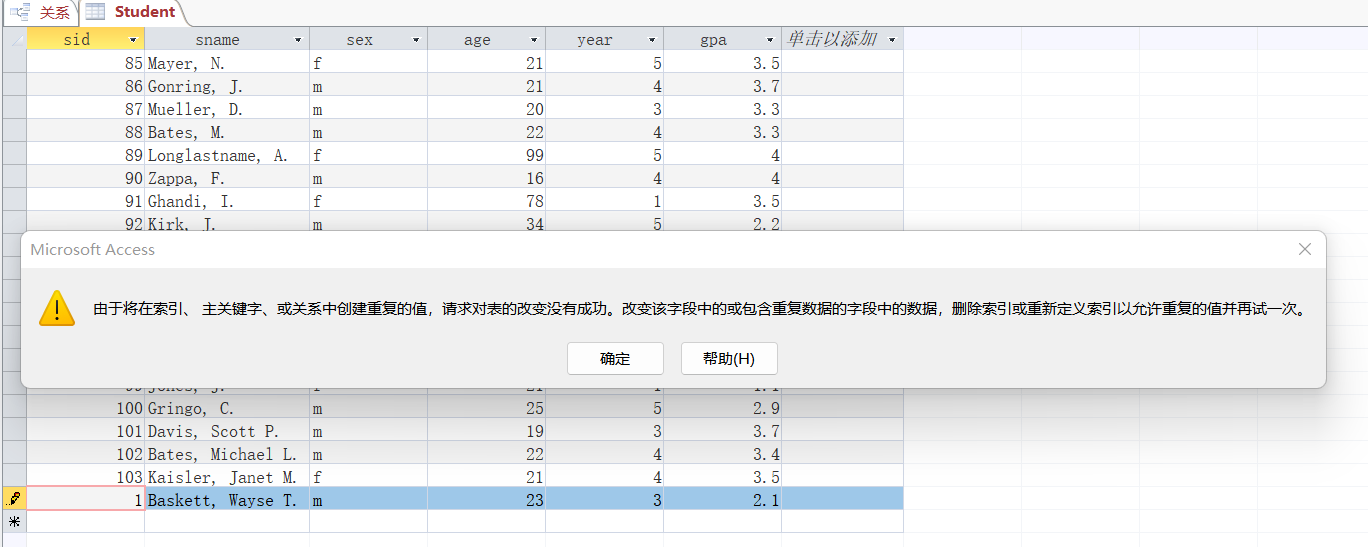 关系 Student
sid sname sex age year gpa 单击以添加
85 Mayer, N. f 21 5 3.5
86 Gonring, J. m 21 4 3.7
87 Mueller, D. m 20 3 3.3
88 Bates, M. m 22 4 3.3
89 Longlastname, A. f 99 5 4
90 Zappa, F. m 16 4 4
91 Ghandi, I. f 78 1 3.5
92 Kirk, J. m 34 5 2.2
Microsoft Access
由于将在索引、 主关键字、或关系中创建重复的值，请求对表的改变没有成功。改变该字段中的或包含重复数据的字段中的数据，删除索引或重新定义索引以允许重复的值并再试一次。
确定 帮助(H)
100 Gringo, C. m 25 5 2.9
101 Davis, Scott P. m 19 3 3.7
102 Bates, Michael L. m 22 4 3.4
103 Kaisler, Janet M. f 21 4 3.5
1 Baskett, Wayse T. m 23 3 2.1